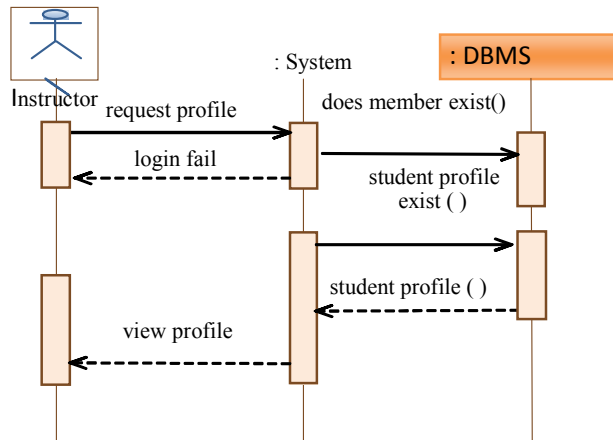 : System
: DBMS
Instructor
request profile
does member exist()
login fail
student profile
exist ( )
student profile ( )
view profile